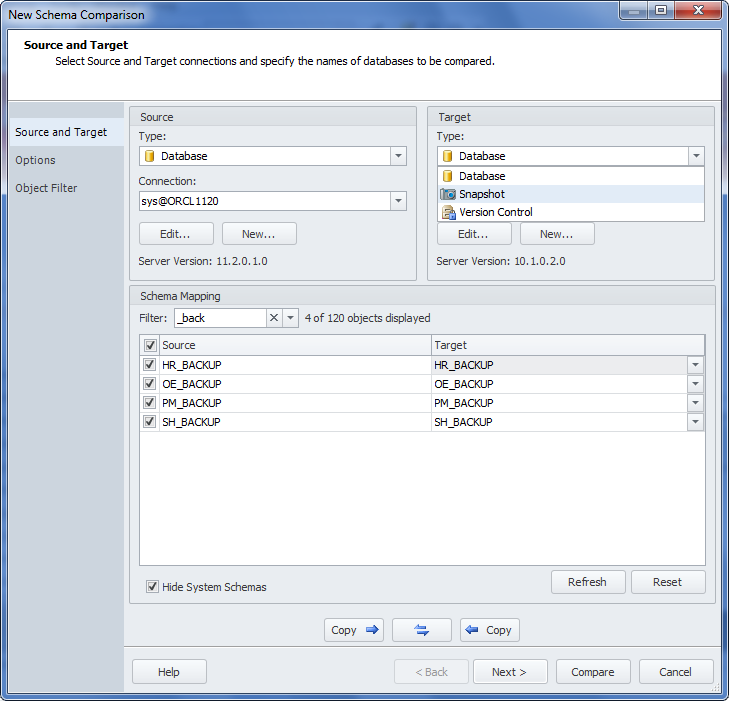 New Schema Comparison
Source and Target
Select Source and Target connections and specify the names of databases to be compared.
Source and Target
Options
Object Filter
Source
Type:
Database
Connection:
sys@ORCL1120
Edit... New...
Server Version: 11.2.0.1.0
Target
Type:
Database
Database
Snapshot
Version Control
Edit... New...
Server Version: 10.1.0.2.0
Schema Mapping
Filter: _back 4 of 120 objects displayed
Source Target
HR_BACKUP HR_BACKUP
OE_BACKUP OE_BACKUP
PM_BACKUP PM_BACKUP
SH_BACKUP SH_BACKUP
Hide System Schemas Refresh Reset
Copy Copy
Help < Back Next > Compare Cancel